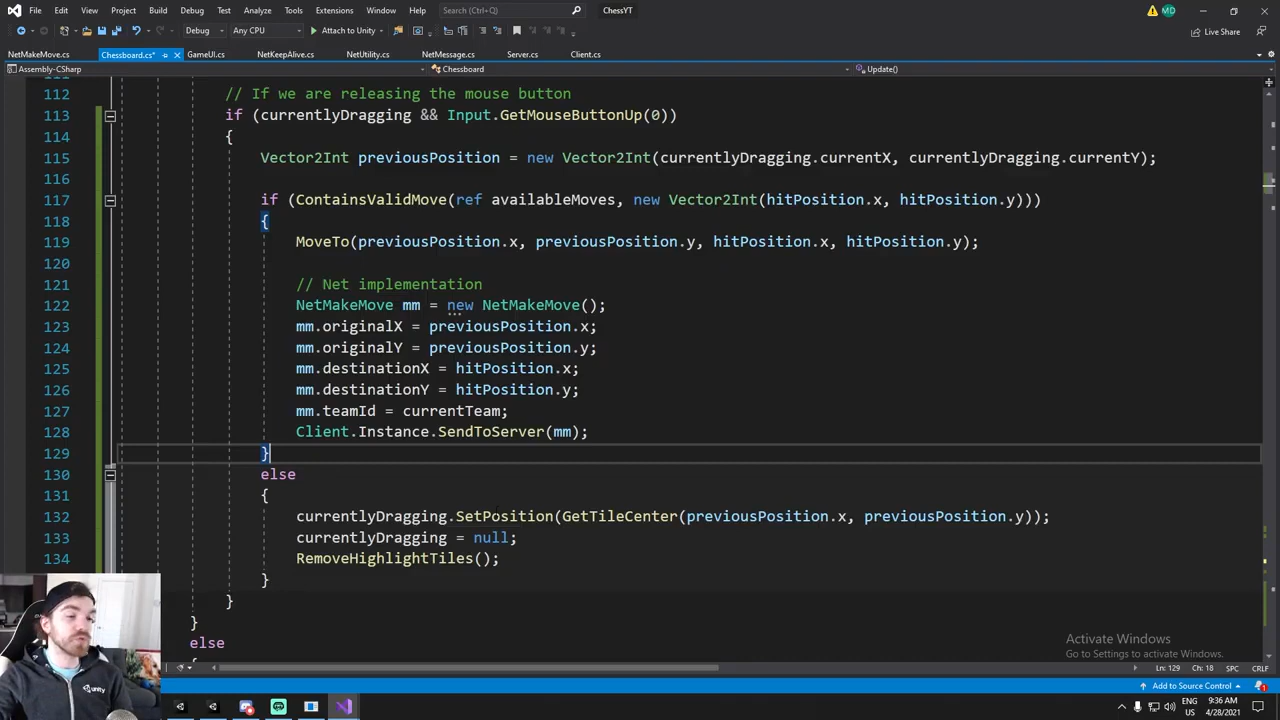 File Edit View Project Build Debug Test Analyze Tools Extensions Window Help Search (Ctrl+Q) ChessYT MD
Debug Any CPU Attach to Unity Live Share
NetMakeMove.cs Chessboard.cs* GameUI.cs NetKeepAlive.cs NetUtility.cs NetMessage.cs Server.cs Client.cs
Assembly-CSharp Chessboard Update()
112 // If we are releasing the mouse button
113 if (currentlyDragging && Input.GetMouseButtonUp(0))
114 {
115 Vector2Int previousPosition = new Vector2Int(currentlyDragging.currentX, currentlyDragging.currentY);
116
117 if (ContainsValidMove(ref availableMoves, new Vector2Int(hitPosition.x, hitPosition.y)))
118 {
119 MoveTo(previousPosition.x, previousPosition.y, hitPosition.x, hitPosition.y);
120
121 // Net implementation
122 NetMakeMove mm = new NetMakeMove();
123 mm.originalX = previousPosition.x;
124 mm.originalY = previousPosition.y;
125 mm.destinationX = hitPosition.x;
126 mm.destinationY = hitPosition.y;
127 mm.teamId = currentTeam;
128 Client.Instance.SendToServer(mm);
129 }
130 else
131 {
132 currentlyDragging.SetPosition(GetTileCenter(previousPosition.x, previousPosition.y));
133 currentlyDragging = null;
134 RemoveHighlightTiles();
}
}
}
else
Activate Windows
Go to Settings to activate Windows.
Ln: 129 Ch: 18 SPC CRLF
Add to Source Control 1
unity
ENG
US
9:36 AM
4/28/2021